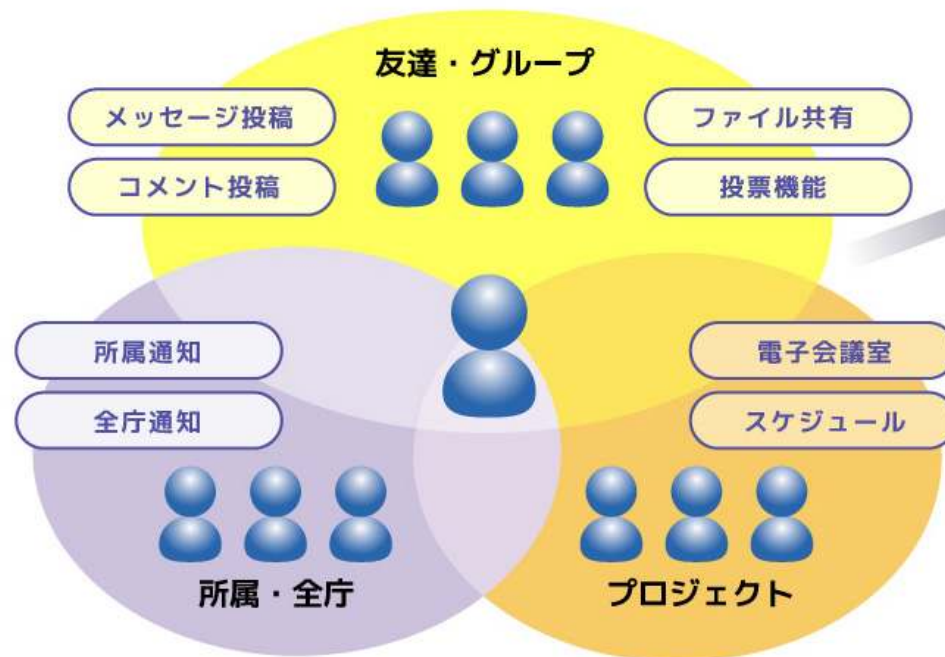 友達・グループ
メッセージ投稿
ファイル共有
コメント投稿
投票機能
所属通知
電子会議室
全庁通知
スケジュール
所属・全庁
プロジェクト